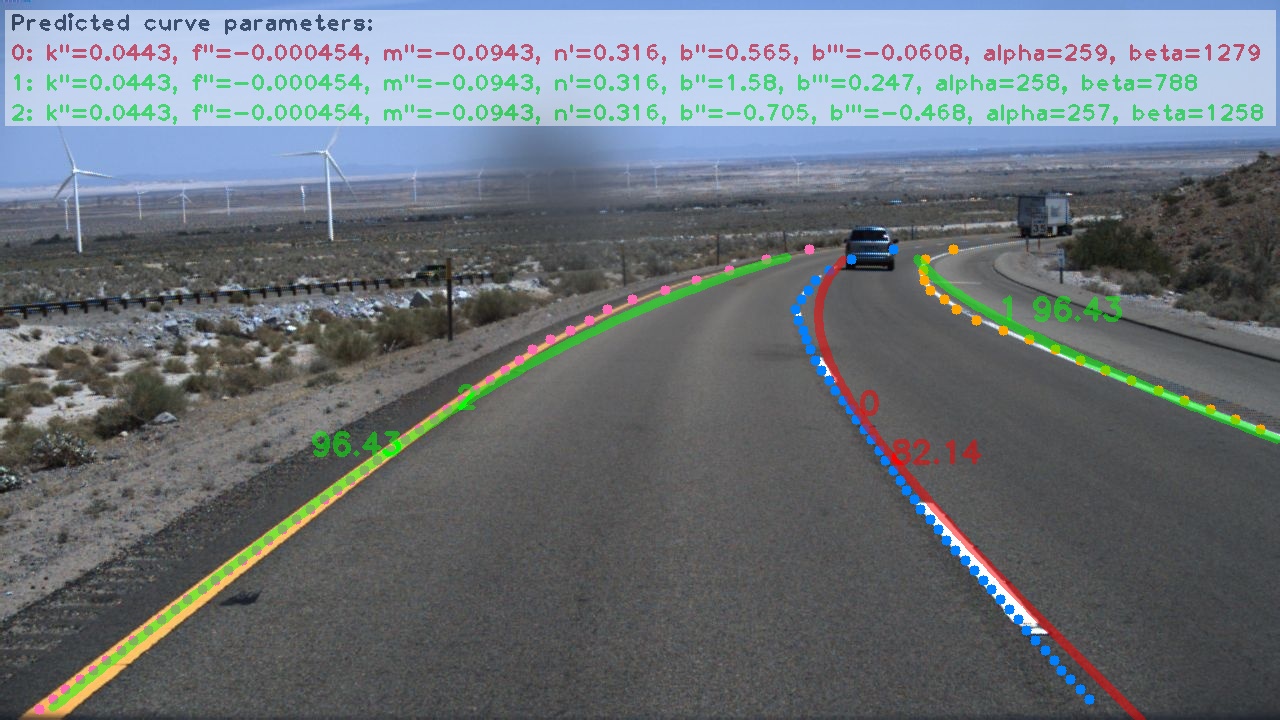 Predicted curve parameters:
0: k''=0.0443, f''=-0.000454, m''=-0.0943, n'=0.316, b''=0.565, b'''=-0.0608, alpha=259, beta=1279
1: k''=0.0443, f''=-0.000454, m''=-0.0943, n'=0.316, b''=1.58, b'''=0.247, alpha=258, beta=788
2: k''=0.0443, f''=-0.000454, m''=-0.0943, n'=0.316, b''=-0.705, b'''=-0.468, alpha=257, beta=1258
1 96.43
2
0
96.43
82.14